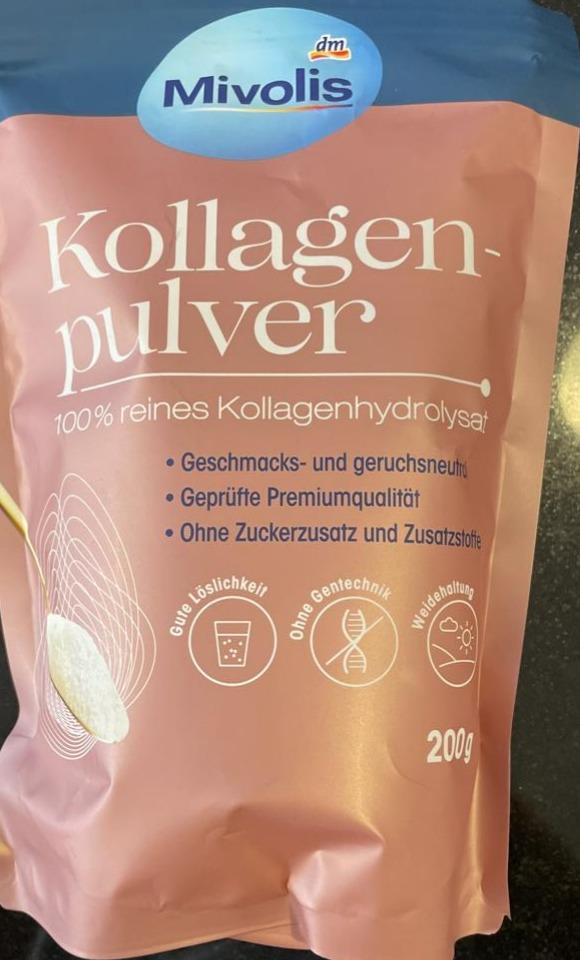 dm
Mivolis
Kollagen-
pulver
100% reines Kollagenhydrolysat
• Geschmacks- und geruchsneutral
• Geprüfte Premiumqualität
• Ohne Zuckerzusatz und Zusatzstoffe
Gute Löslichkeit
Ohne Gentechnik
Weidehaltung
200g